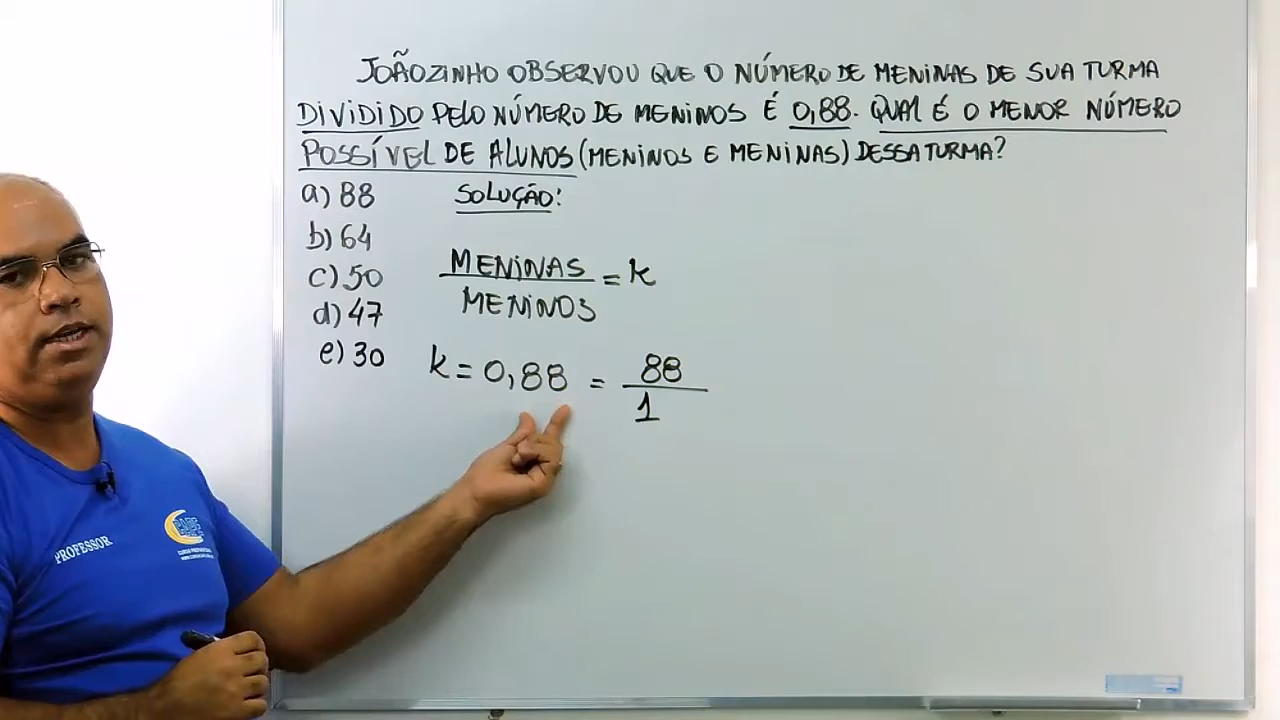 JOÃOZINHO OBSERVOU QUE O NÚMERO DE MENINAS DE SUA TURMA
DIVIDIDO PELO NÚMERO DE MENINOS É 0,88. QUAL É O MENOR NÚMERO
POSSÍVEL DE ALUNOS (MENINOS E MENINAS) DESSA TURMA?
a) 88
b) 64
c) 50
d) 47
e) 30
SOLUÇÃO:
MENINAS
MENINOS
= k
k = 0,88 = 88
1
PROFESSOR